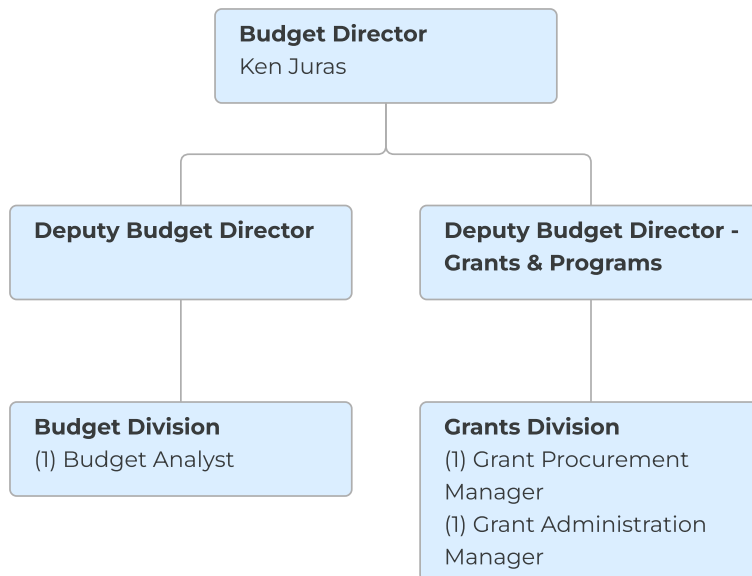 Budget Director
Ken Juras
Deputy Budget Director
Deputy Budget Director -
Grants & Programs
Budget Division
(1) Budget Analyst
Grants Division
(1) Grant Procurement
Manager
(1) Grant Administration
Manager